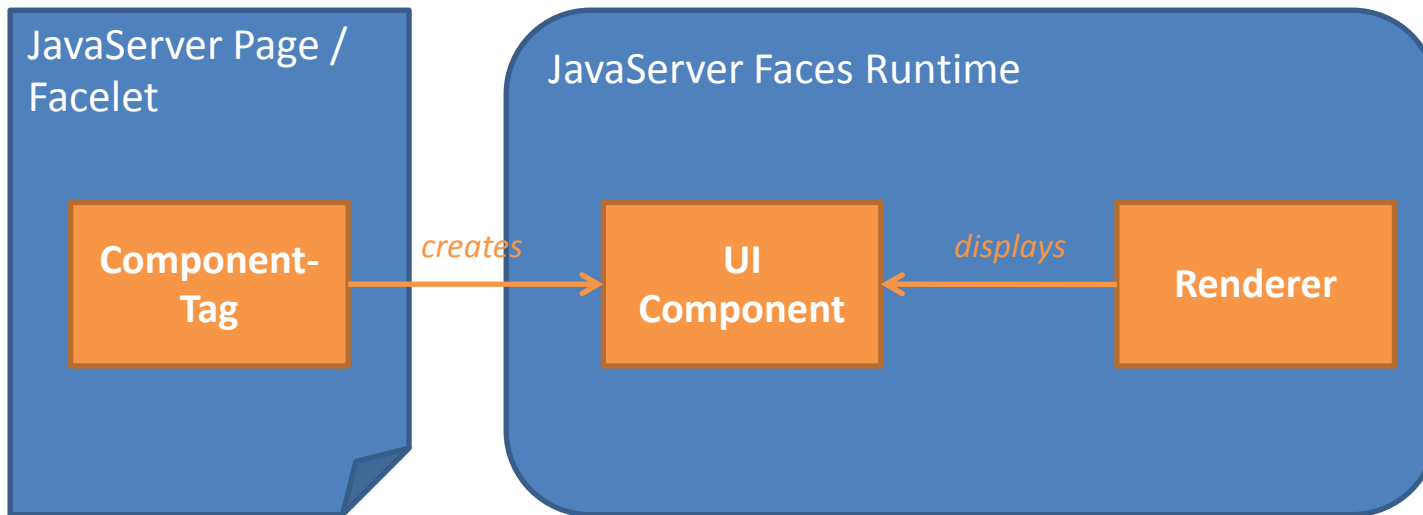 JavaServer Page /
Facelet
JavaServer Faces Runtime
Component-
Tag
creates
UI
Component
displays
Renderer